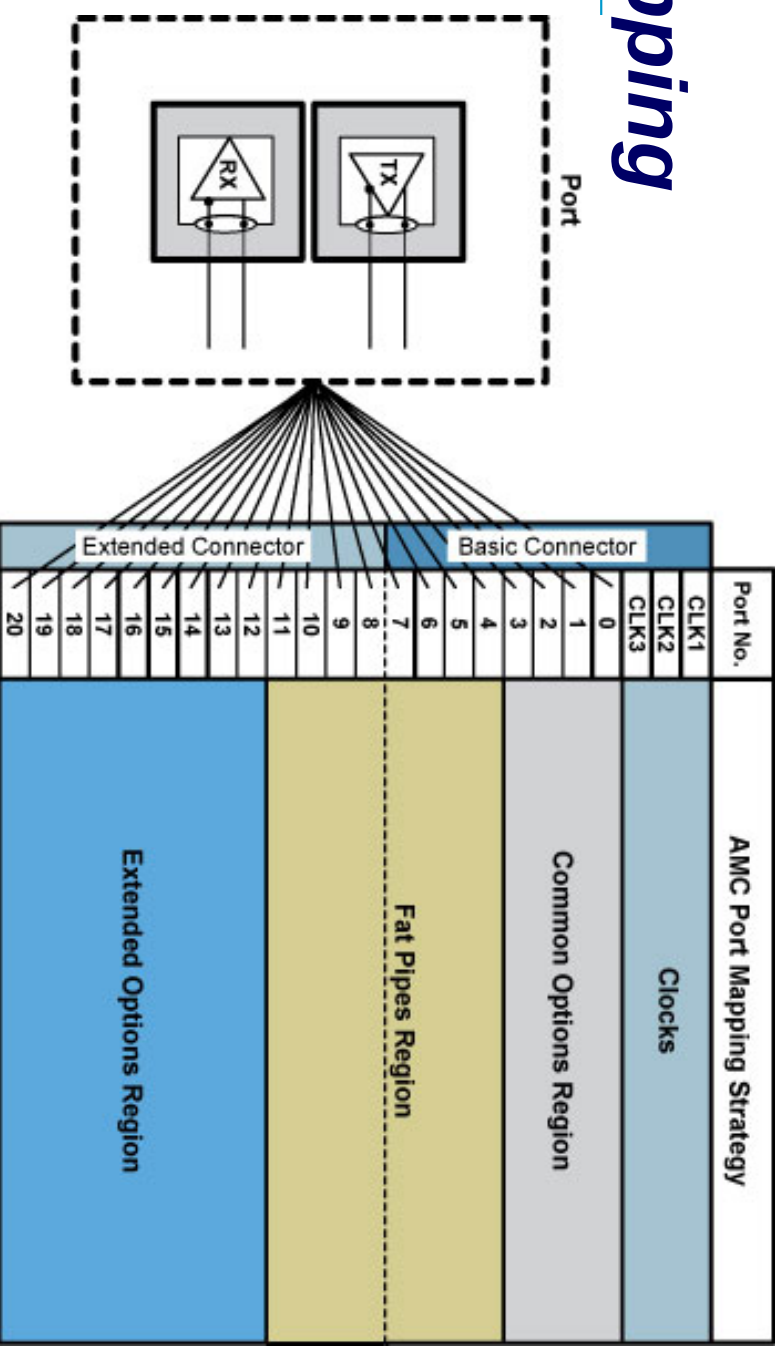 pping
Port
TX
RX
Basic Connector
Extended Connector
Port No.
AMC Port Mapping Strategy
CLK1
CLK2
CLK3
Clocks
0
1
2
3
Common Options Region
4
5
6
7
8
9
10
11
Fat Pipes Region
12
13
14
15
16
17
18
19
20
Extended Options Region